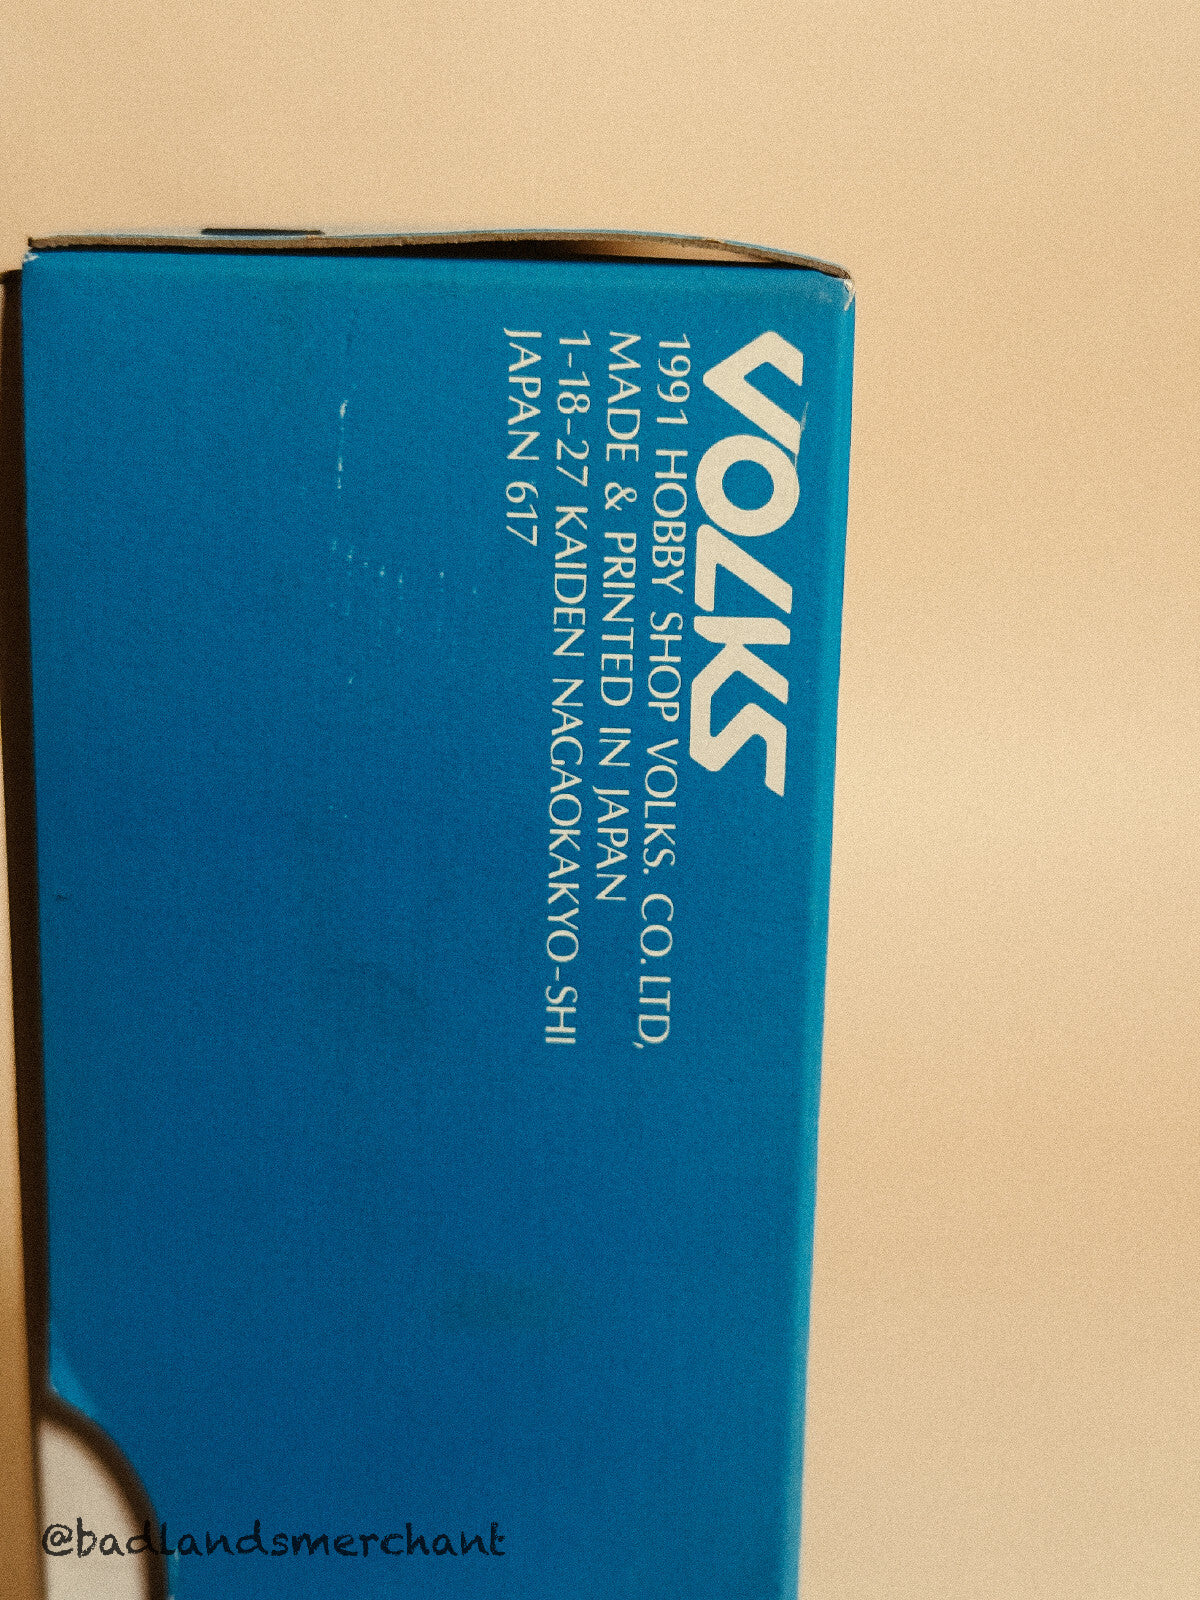 VOLKS
1991 HOBBY SHOP VOLKS. CO.LTD,
MADE & PRINTED IN JAPAN
1-18-27 KAIDEN NAGAOKAKYO-SHI
JAPAN 617
@badlandsmerchant